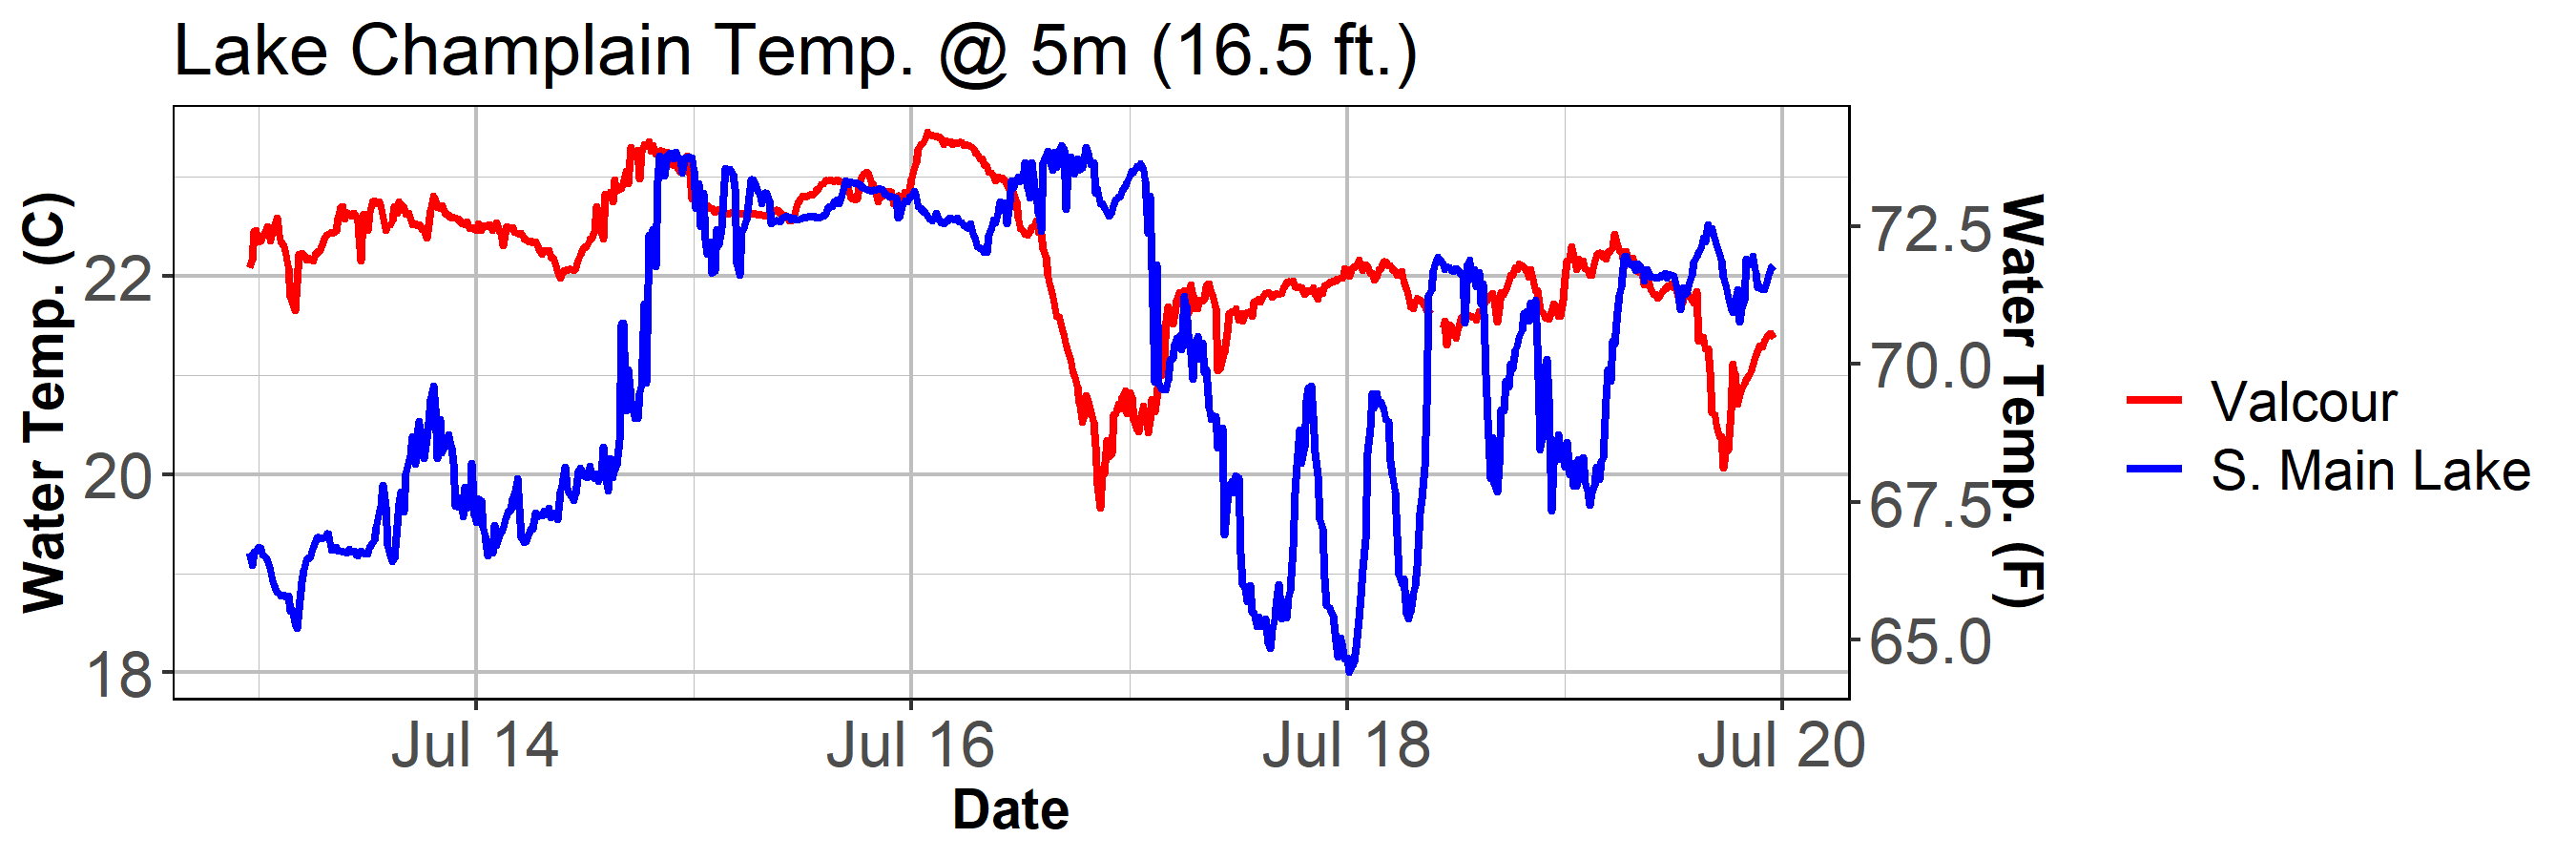 Lake Champlain Temp. @ 5m (16.5 ft.)
Water Temp. (C)
22
20
18
72.5
70.0
67.5
65.0
Water Temp. (F)
Jul 14
Jul 16
Jul 18
Jul 20
Date
Valcour
S. Main Lake